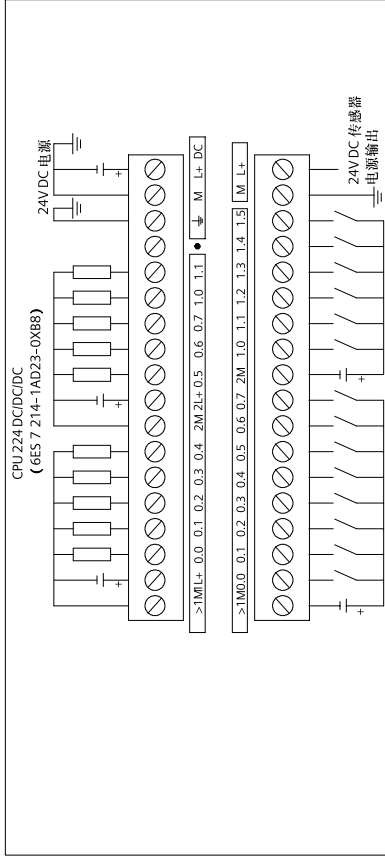 CPU 224 DC/DC/DC
(6ES 7 214-1AD23-0XB8)
24V DC 电源
+ + +
>1M 1L+ 0.0 0.1 0.2 0.3 0.4 2M 2L+ 0.5 0.6 0.7 1.0 1.1 M L+ DC
>1M 0.0 0.1 0.2 0.3 0.4 0.5 0.6 0.7 2M 1.0 1.1 1.2 1.3 1.4 1.5 M L+
+ +
24V DC 传感器
电源输出